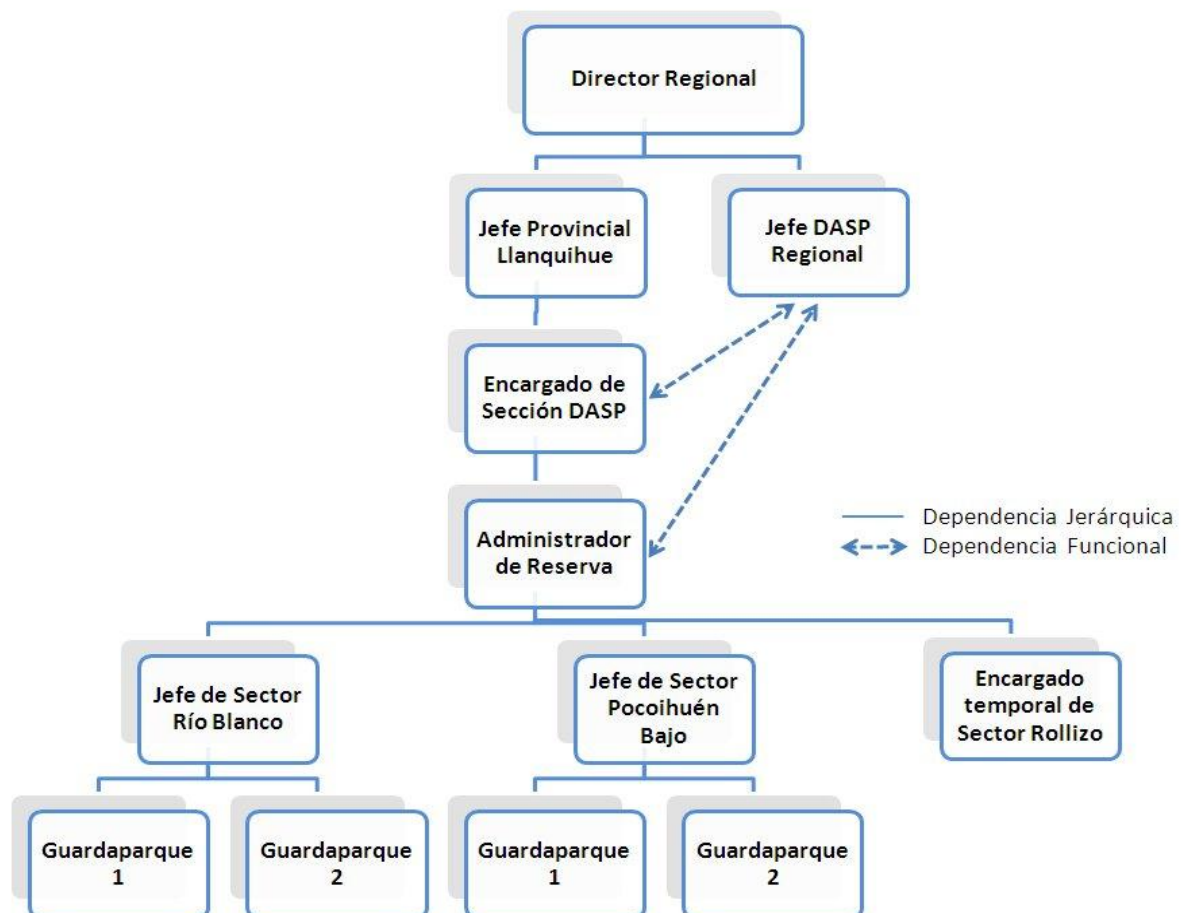 Director Regional
Jefe Provincial
Llanquihue
Jefe DASP
Regional
Encargado de
Sección DASP
Administrador
de Reserva
Dependencia Jerárquica
Dependencia Funcional
Jefe de Sector
Río Blanco
Jefe de Sector
Pocoihuén
Bajo
Encargado
temporal de
Sector Rollizo
Guardaparque
1
Guardaparque
2
Guardaparque
1
Guardaparque
2